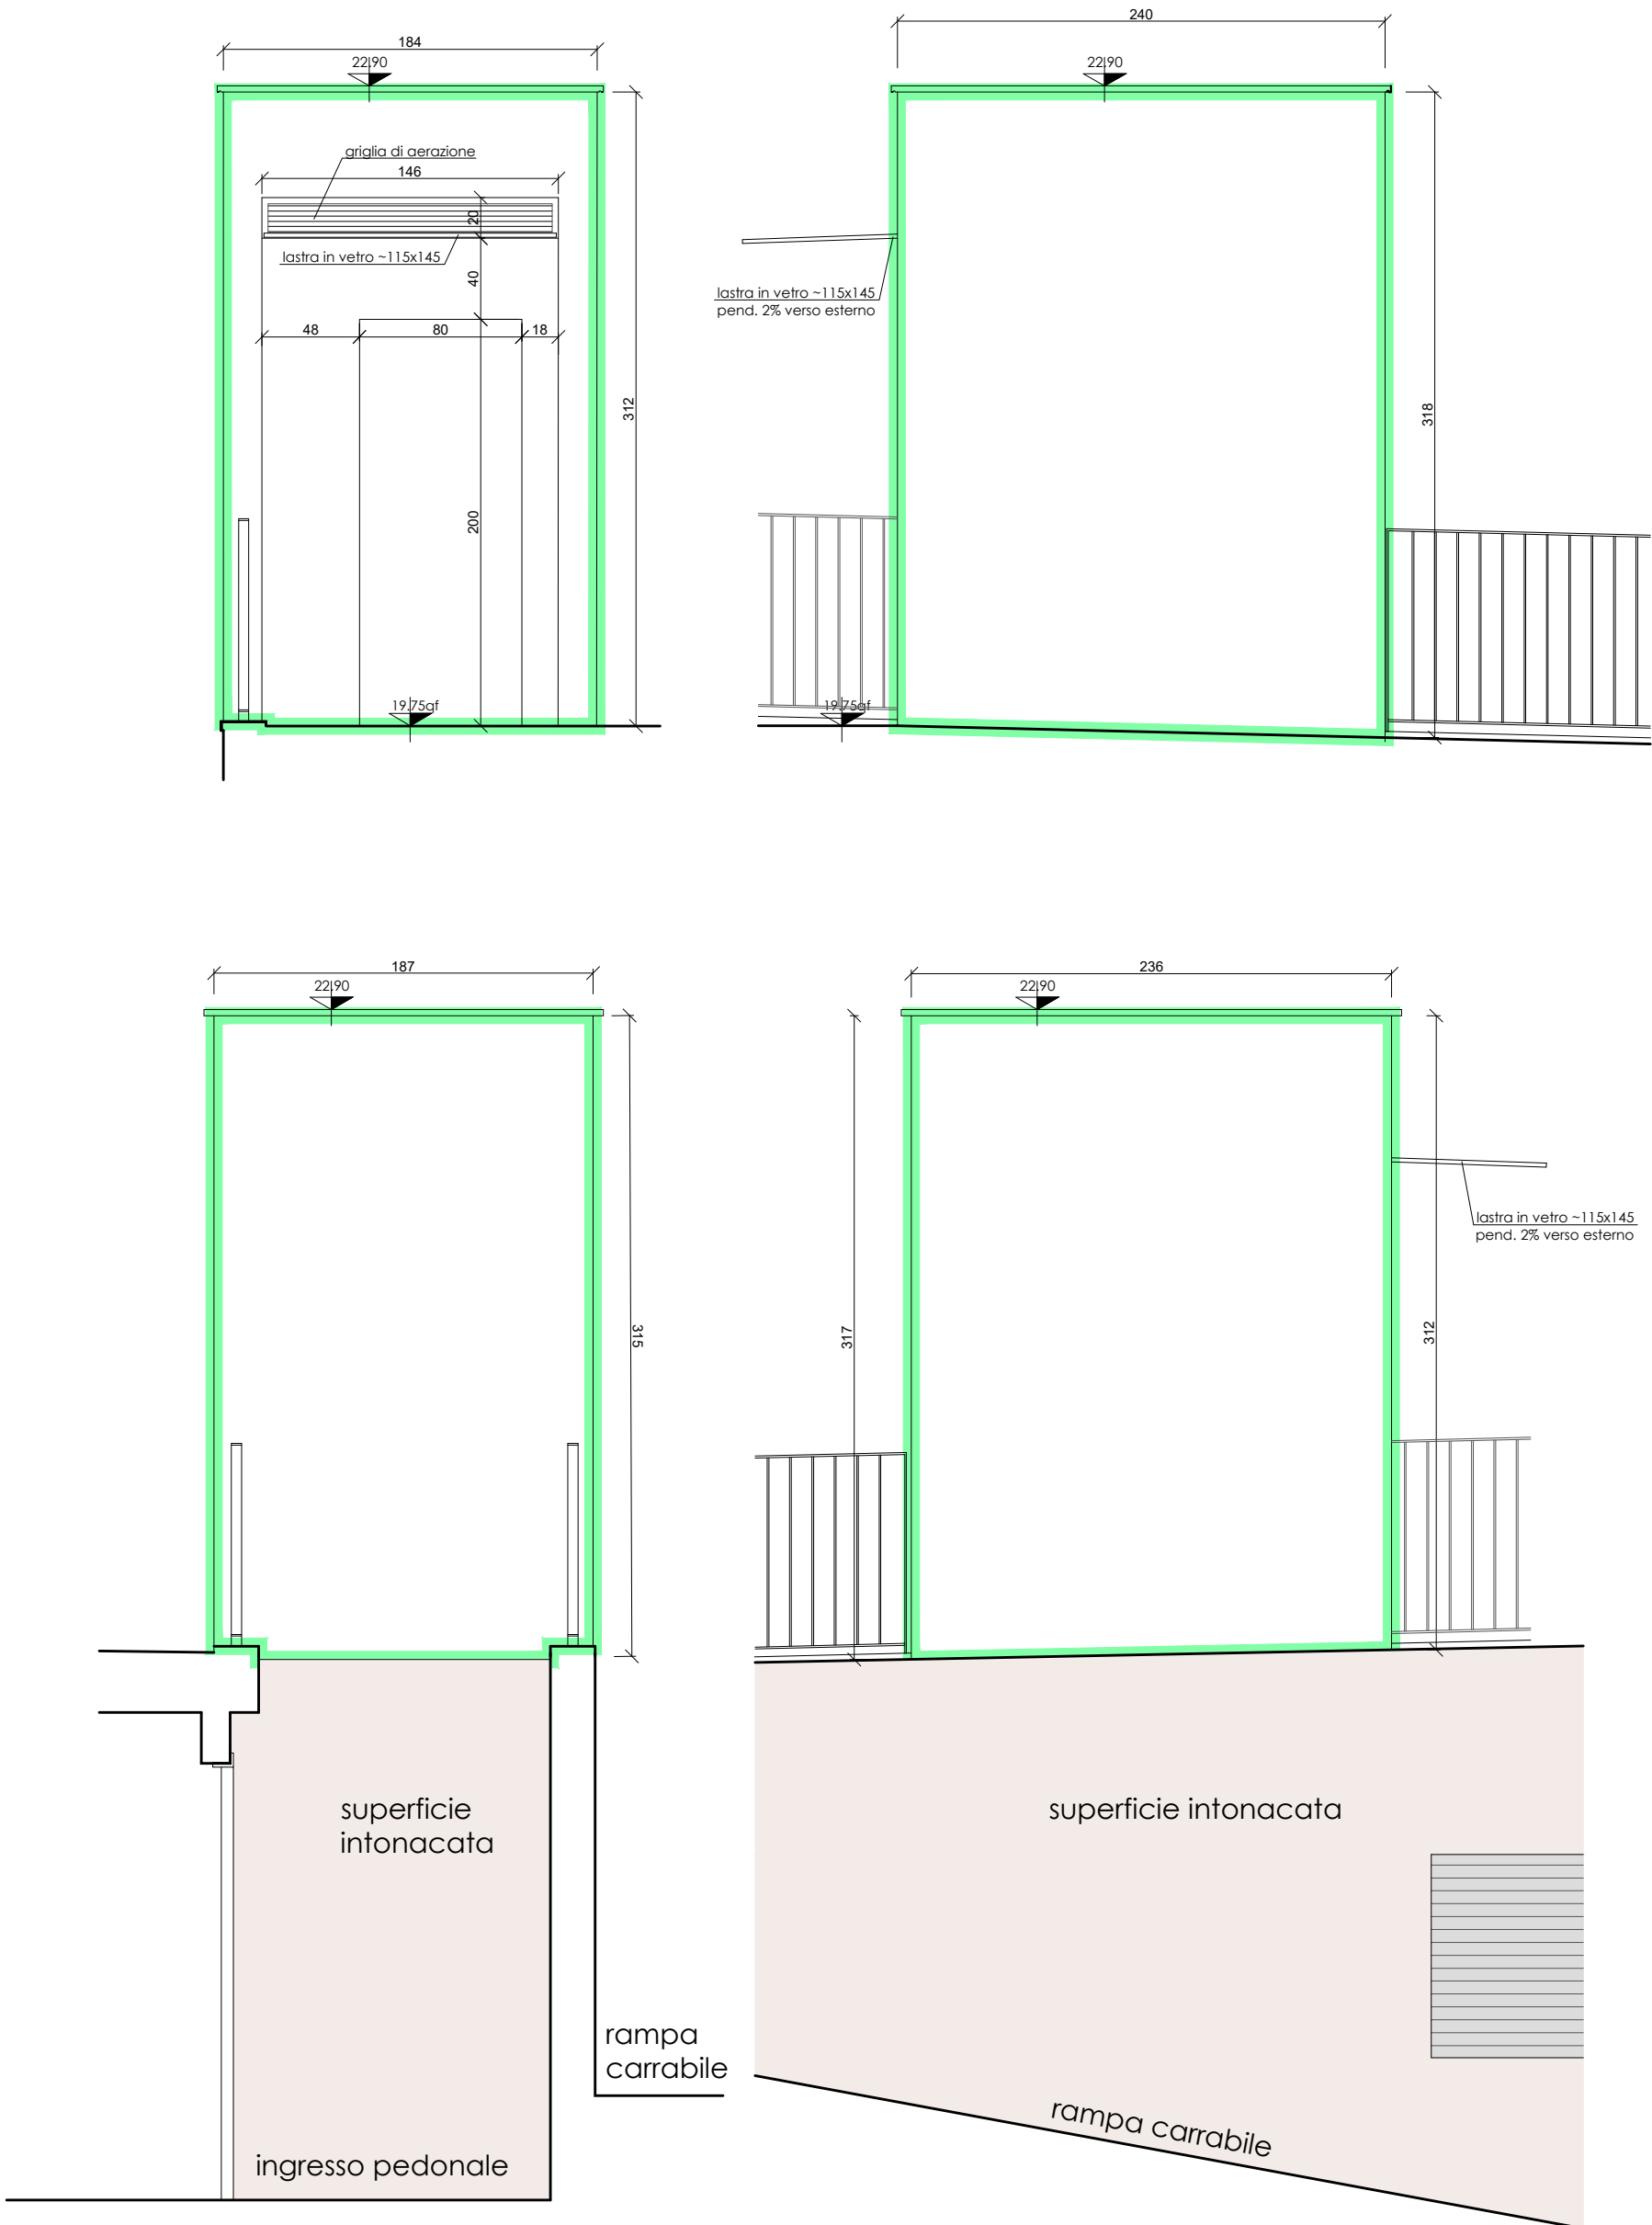 184
22.90
griglia di aerazione
146
20
lastra in vetro ~115x145
40
48
80
18
312
200
19.75qf
240
22.90
lastra in vetro ~115x145
pend. 2% verso esterno
318
19.75qf
187
22.90
315
superficie
intonacata
rampa
carrabile
ingresso pedonale
236
22.90
lastra in vetro ~115x145
pend. 2% verso esterno
317
312
superficie intonacata
rampa carrabile